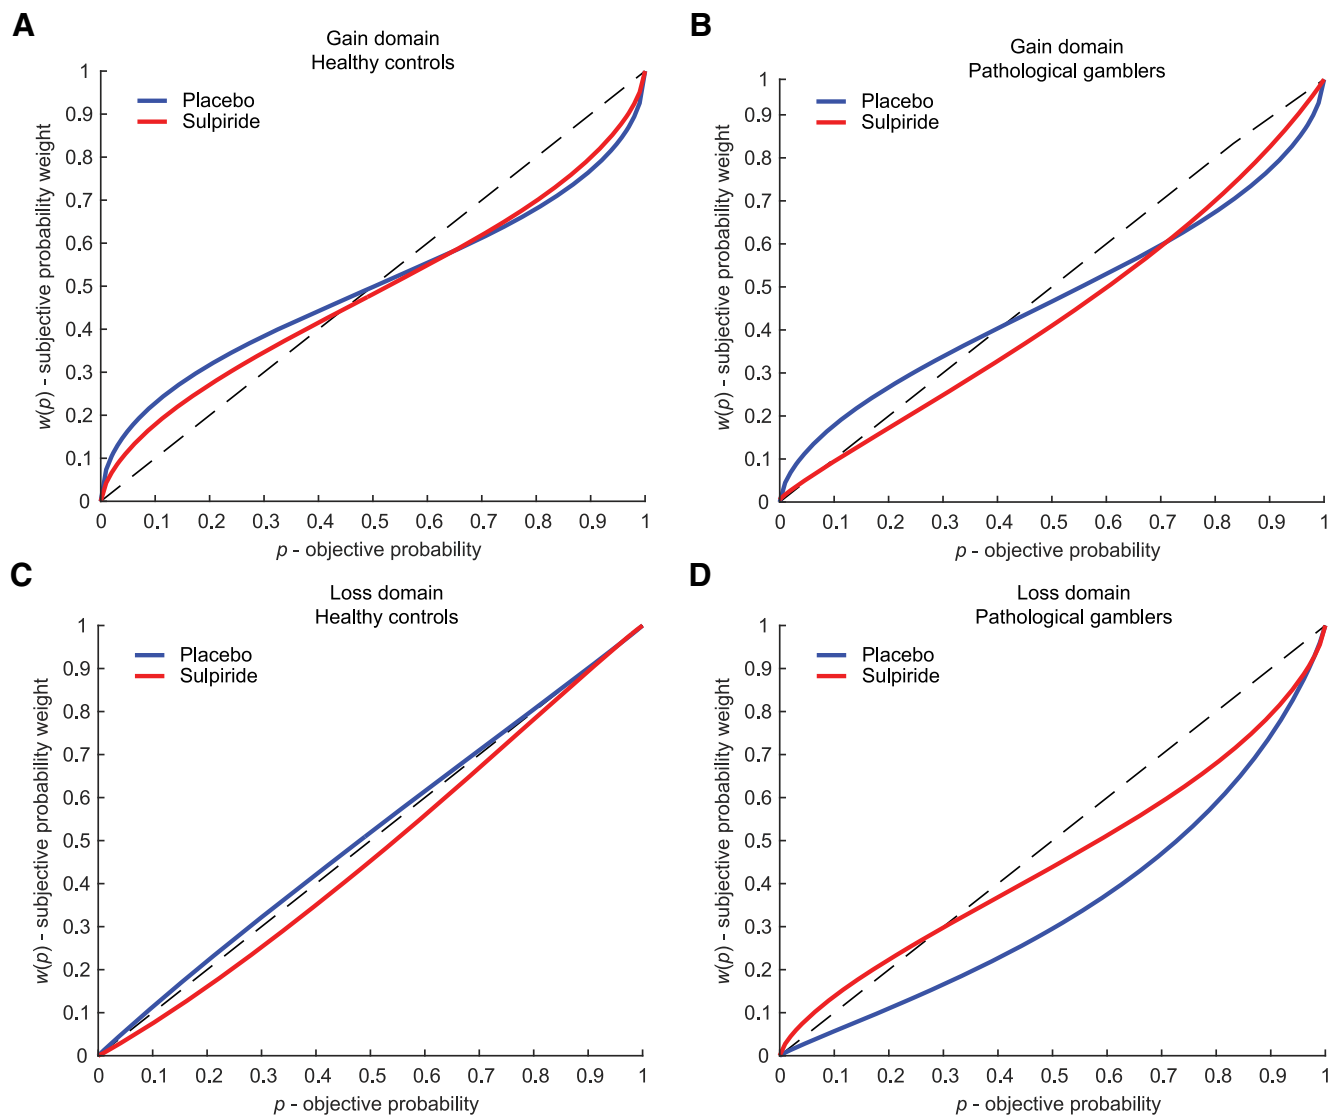 A
Gain domain
Healthy controls
Placebo
Sulpiride
w(p) - subjective probability weight
1
0.9
0.8
0.7
0.6
0.5
0.4
0.3
0.2
0.1
0
0 0.1 0.2 0.3 0.4 0.5 0.6 0.7 0.8 0.9 1
p - objective probability
B
Gain domain
Pathological gamblers
Placebo
Sulpiride
w(p) - subjective probability weight
1
0.9
0.8
0.7
0.6
0.5
0.4
0.3
0.2
0.1
0
0 0.1 0.2 0.3 0.4 0.5 0.6 0.7 0.8 0.9 1
p - objective probability
C
Loss domain
Healthy controls
Placebo
Sulpiride
w(p) - subjective probability weight
1
0.9
0.8
0.7
0.6
0.5
0.4
0.3
0.2
0.1
0
0 0.1 0.2 0.3 0.4 0.5 0.6 0.7 0.8 0.9 1
p - objective probability
D
Loss domain
Pathological gamblers
Placebo
Sulpiride
w(p) - subjective probability weight
1
0.9
0.8
0.7
0.6
0.5
0.4
0.3
0.2
0.1
0
0 0.1 0.2 0.3 0.4 0.5 0.6 0.7 0.8 0.9 1
p - objective probability